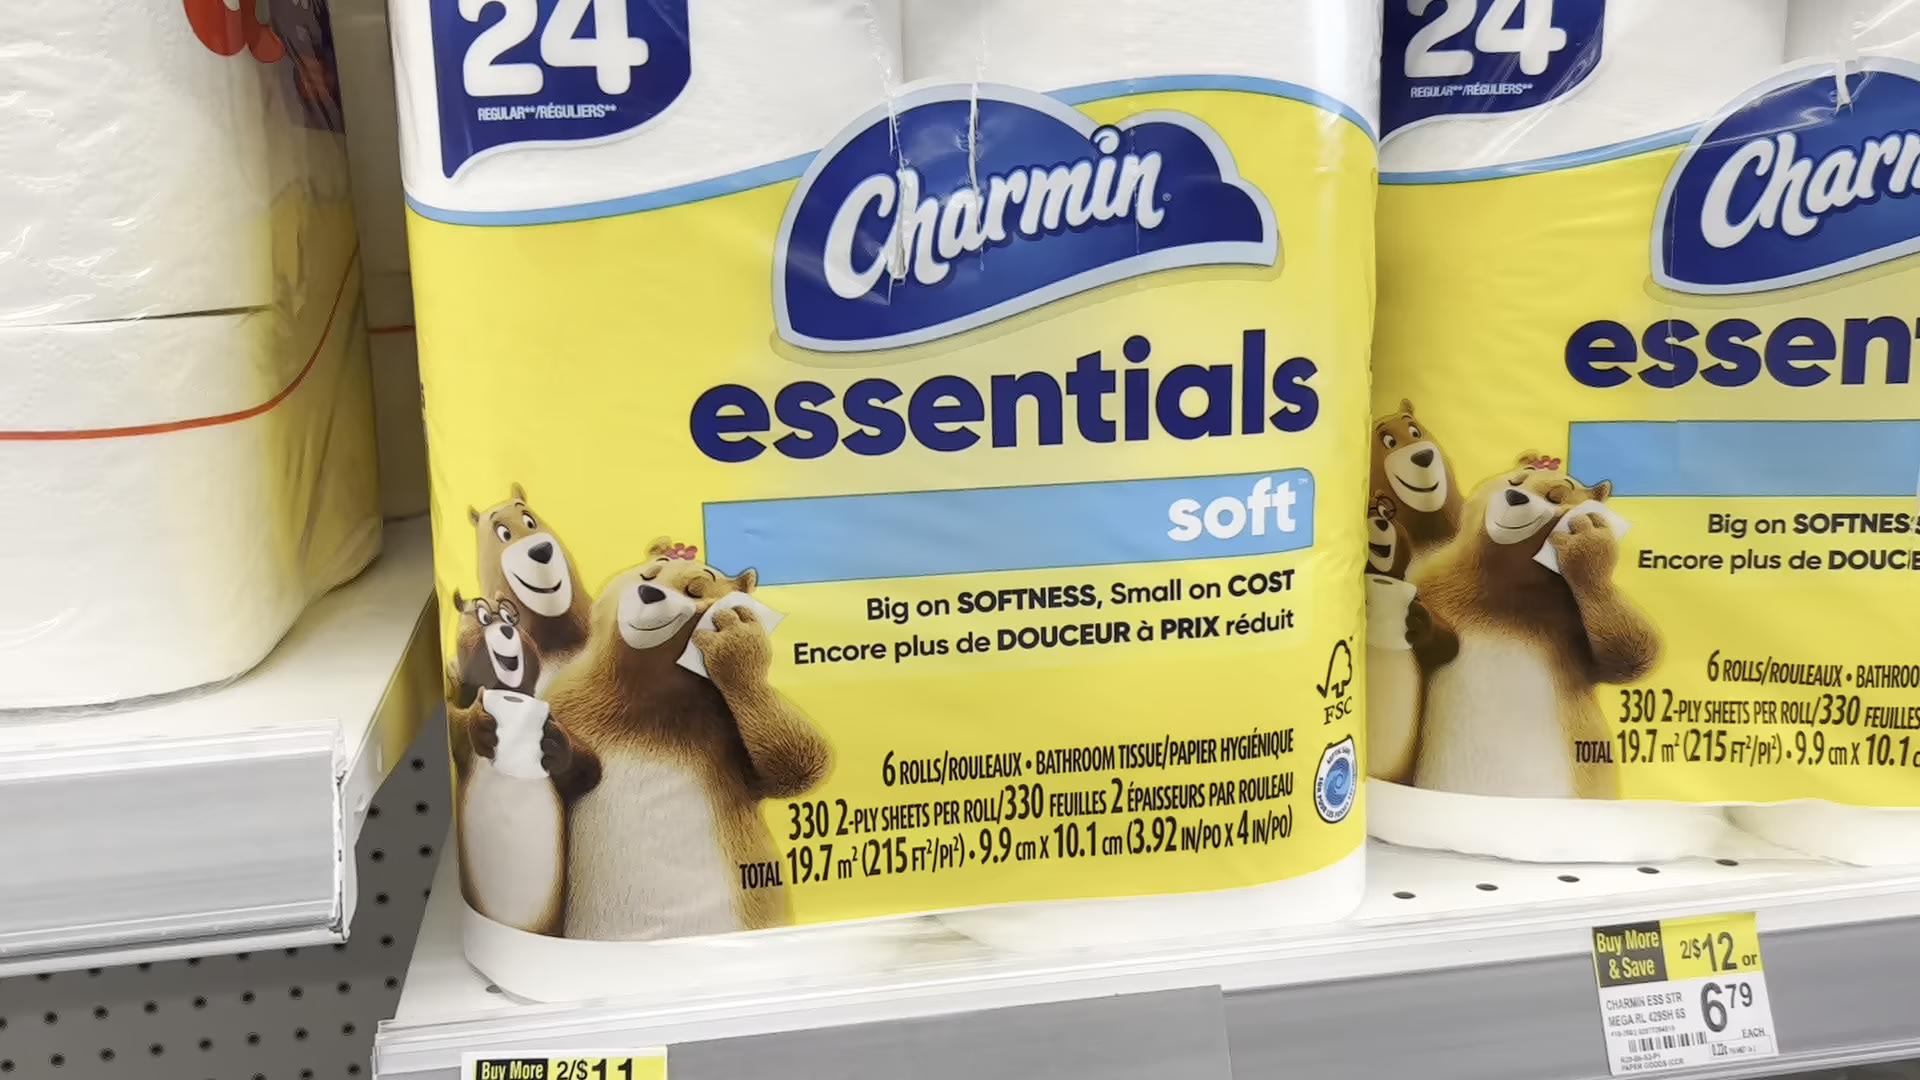 24
REGULAR**/RÉGULIERS**
Charmin
essentials
soft™
Big on SOFTNESS, Small on COST
Encore plus de DOUCEUR à PRIX réduit
FSC
6 ROLLS/ROULEAUX • BATHROOM TISSUE/PAPIER HYGIÉNIQUE
330 2-PLY SHEETS PER ROLL/330 FEUILLES 2 ÉPAISSEURS PAR ROULEAU
TOTAL 19.7 m² (215 FT²/PI²) • 9.9 cm X 10.1 cm (3.92 IN/PO X 4 IN/PO)
24
REGULAR**/RÉGULIERS**
Charm
essent
Big on SOFTNESS
Encore plus de DOUCE
6 ROLLS/ROULEAUX • BATHROO
330 2-PLY SHEETS PER ROLL/330 FEUILLES
TOTAL 19.7 m² (215 FT²/PI²) • 9.9 cm X 10.1 c
Buy More 2/$11
Buy More & Save
2/$12 or
CHARMIN ESS STR
MEGA RL 429SH 6S
6 79
EACH
PAPER GOODS